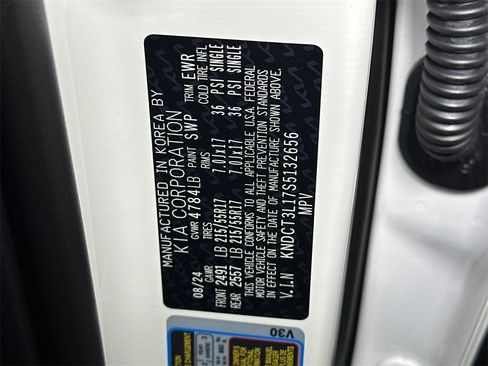 MANUFACTURED IN KOREA BY
KIA CORPORATION
08/24 GVWR 4784LB PAINT SWP TRIM EWR
GAWR TIRES RIMS COLD TIRE INFL
FRONT 2491 LB 215/55R17 7.0Jx17 36 PSI SINGLE
REAR 2557 LB 215/55R17 7.0Jx17 36 PSI SINGLE
THIS VEHICLE CONFORMS TO ALL APPLICABLE U.S.A. FEDERAL
MOTOR VEHICLE SAFETY AND THEFT PREVENTION STANDARDS
IN EFFECT ON THE DATE OF MANUFACTURE SHOWN ABOVE.
V.I.N KNDCT3L17S5132656
MPV
V30